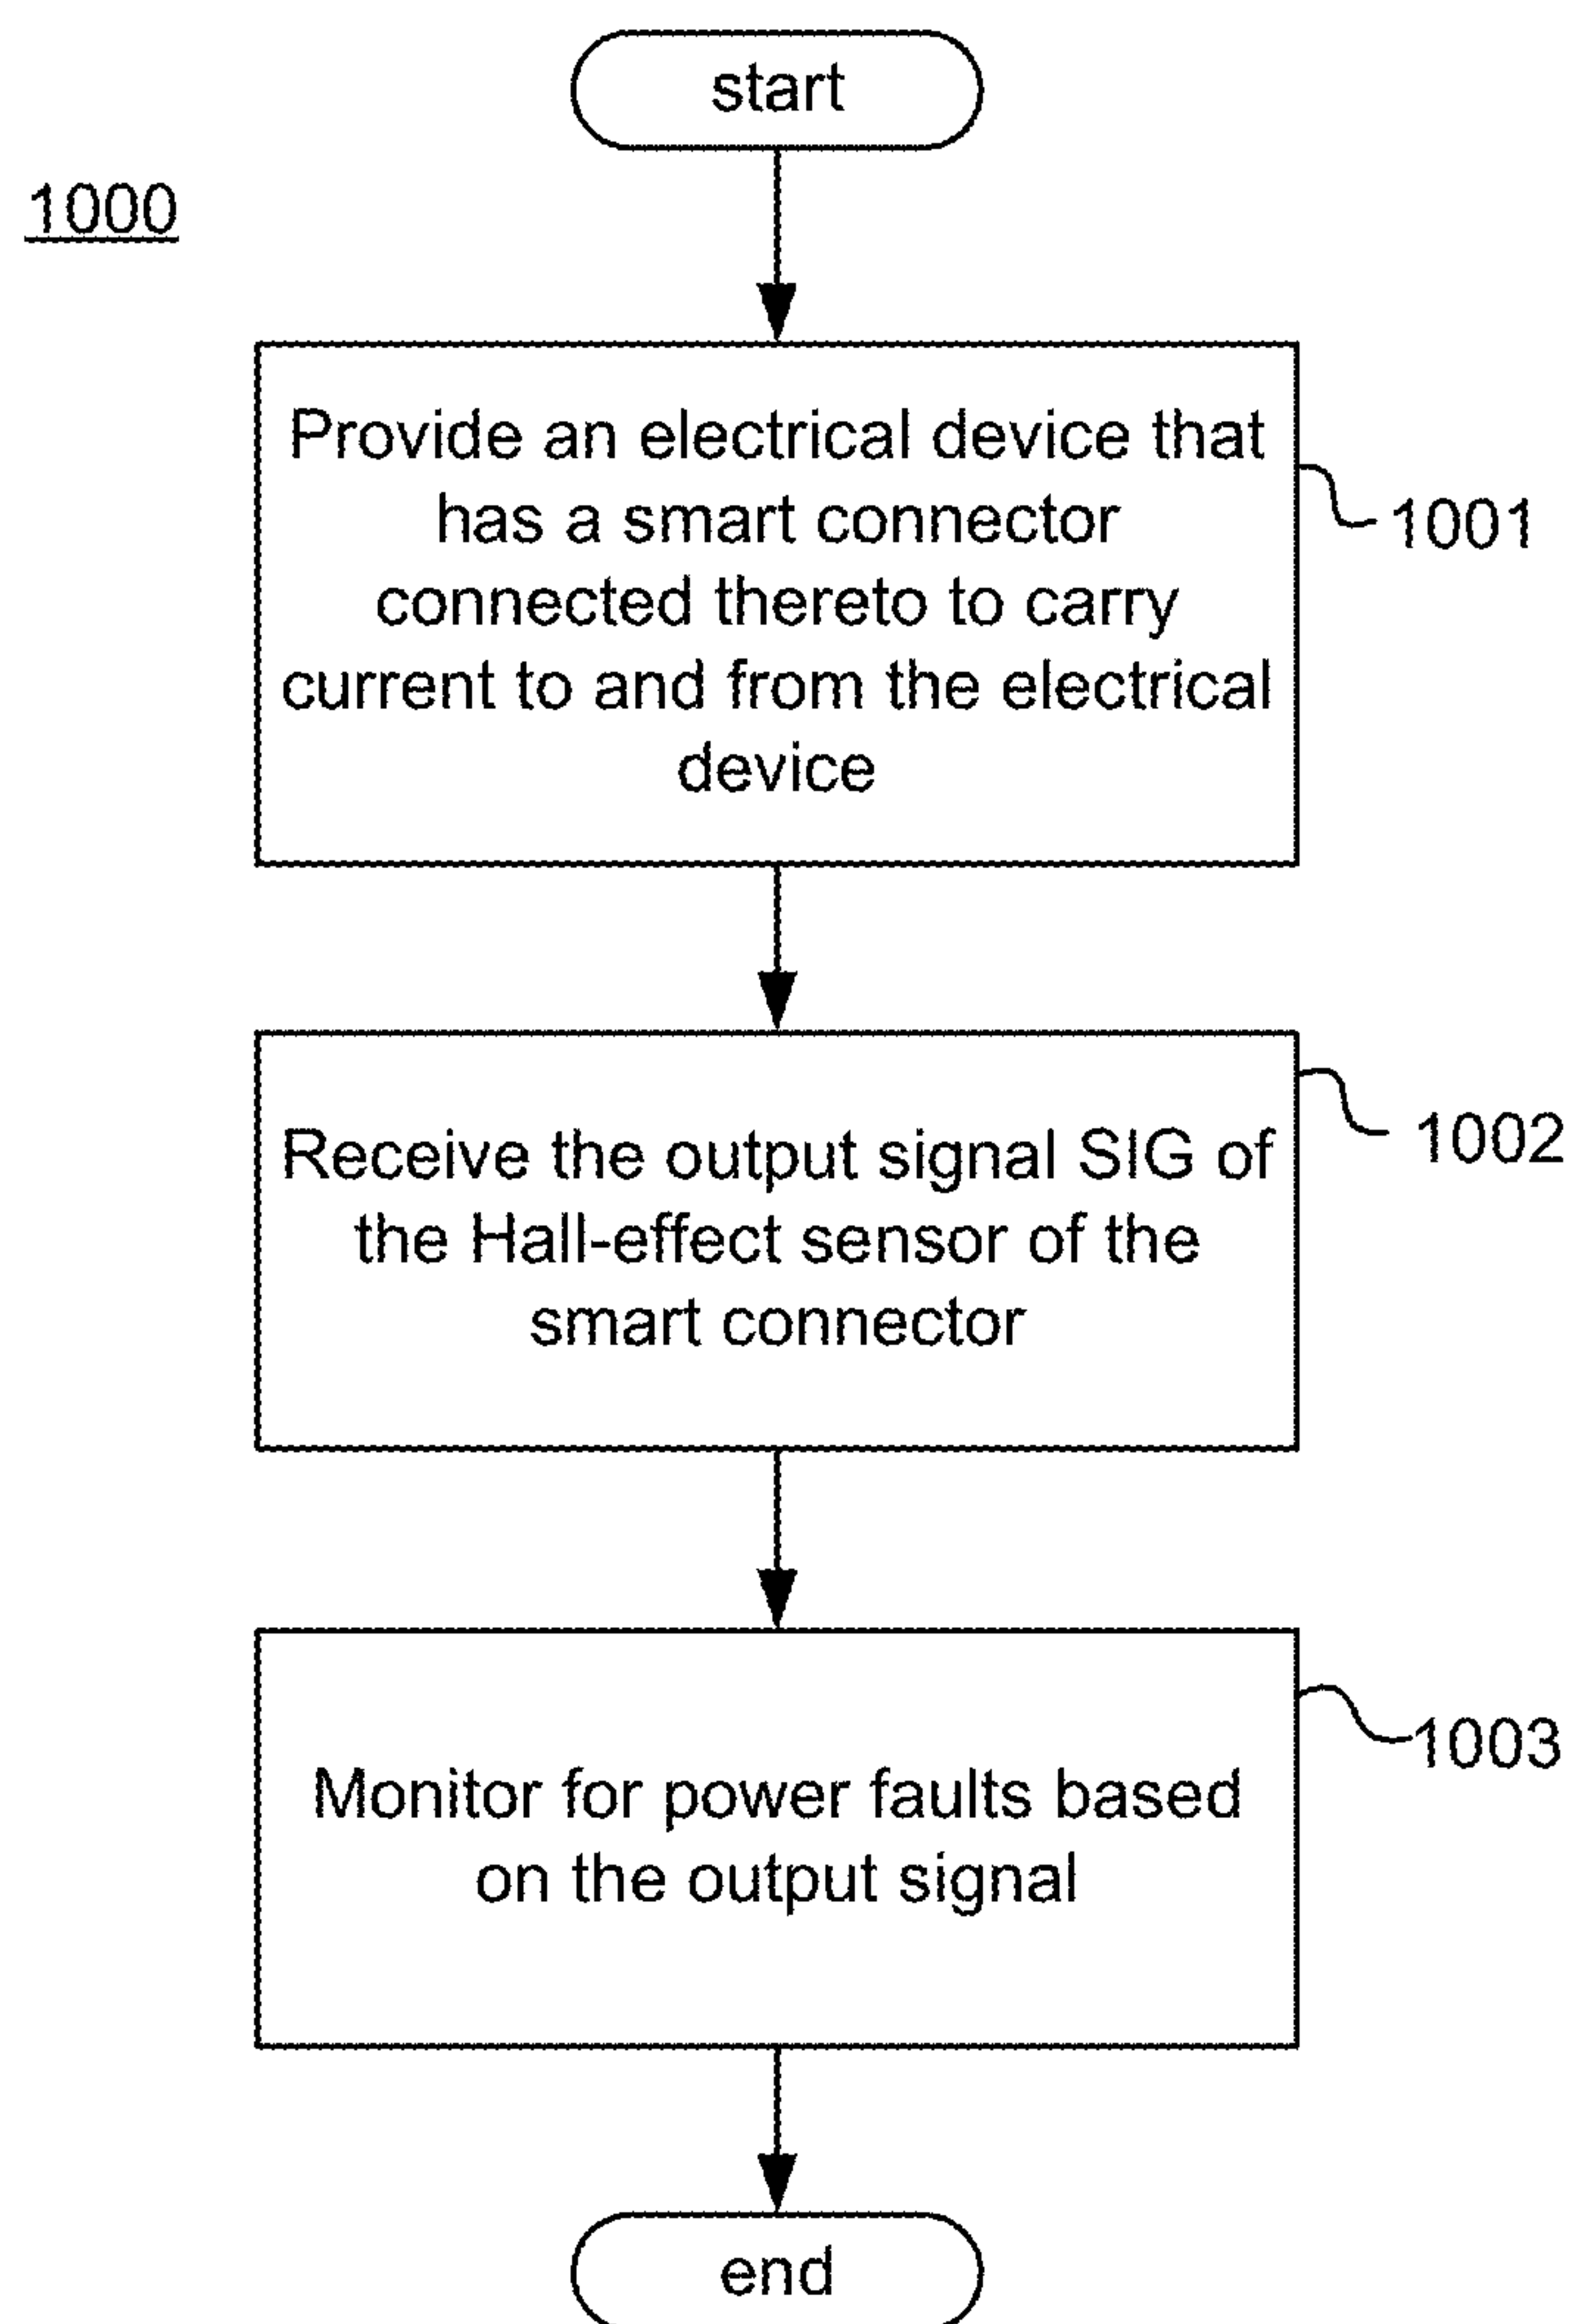 start
1000
Provide an electrical device that
has a smart connector
connected thereto to carry
current to and from the electrical
device
1001
Receive the output signal SIG of
the Hall-effect sensor of the
smart connector
1002
Monitor for power faults based
on the output signal
1003
end